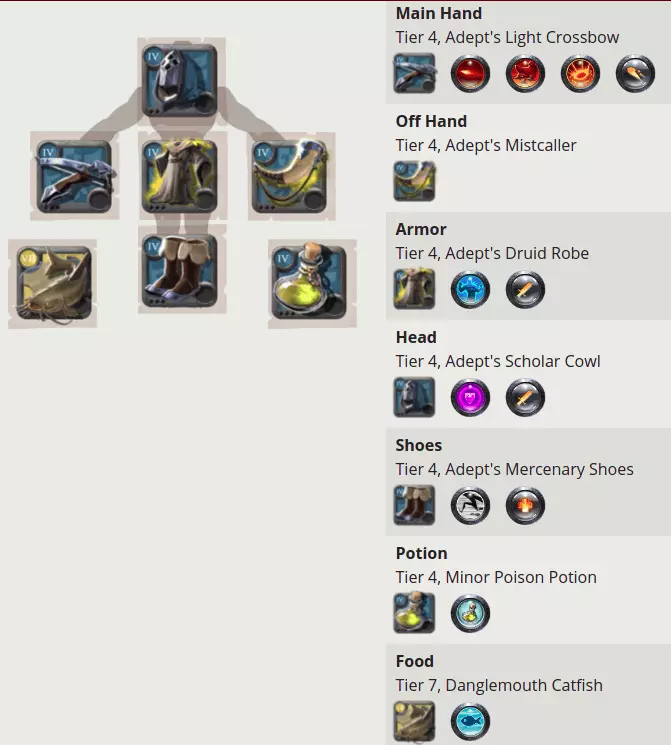 IV
IV
IV
IV
VII
IV
IV
Main Hand
Tier 4, Adept's Light Crossbow
Off Hand
Tier 4, Adept's Mistcaller
Armor
Tier 4, Adept's Druid Robe
Head
Tier 4, Adept's Scholar Cowl
Shoes
Tier 4, Adept's Mercenary Shoes
Potion
Tier 4, Minor Poison Potion
Food
Tier 7, Danglemouth Catfish